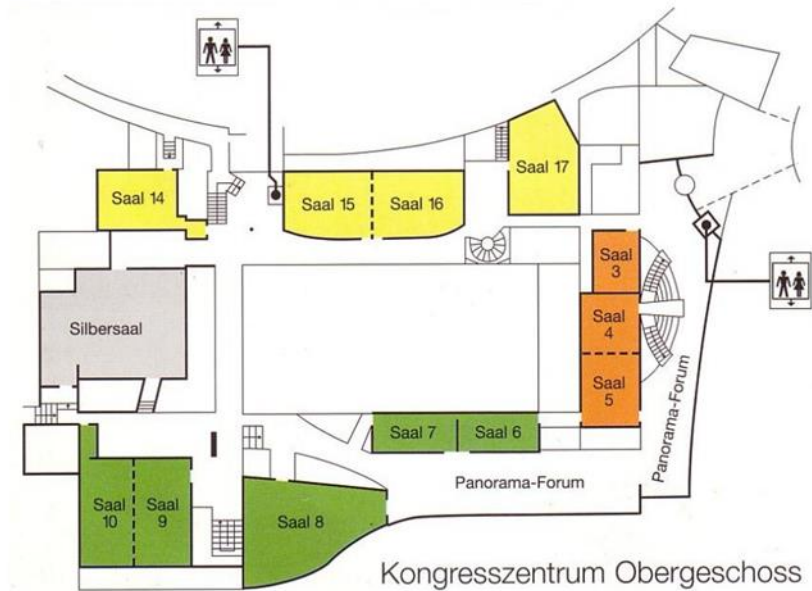 Saal 17
Saal 14
Saal 15
Saal 16
Saal
3
Silbersaal
Saal
4
Saal
5
Panorama-Forum
Saal 7
Saal 6
Panorama-Forum
Saal
10
Saal
9
Saal 8
Kongresszentrum Obergeschoss